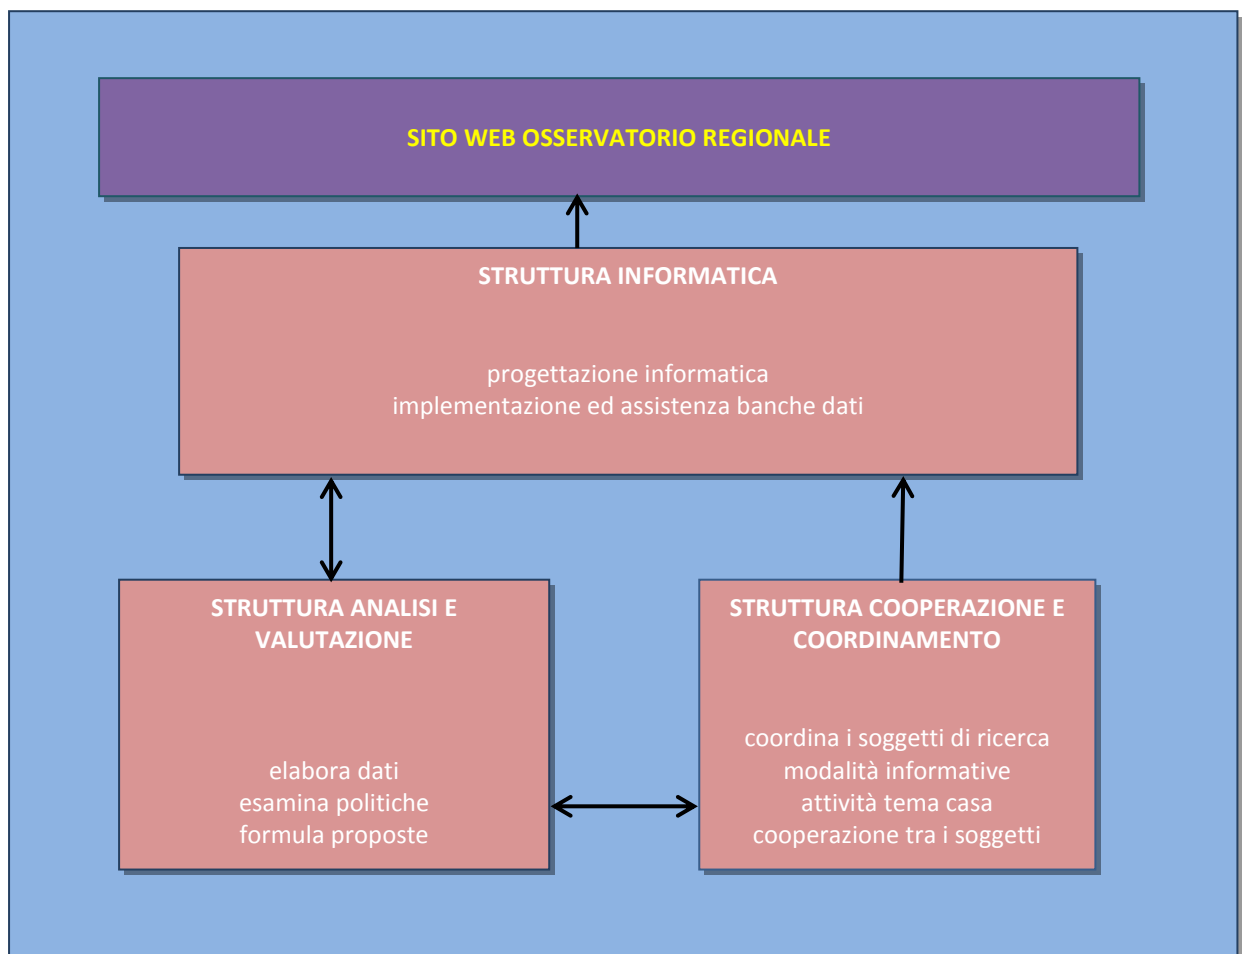 SITO WEB OSSERVATORIO REGIONALE
STRUTTURA INFORMATICA
progettazione informatica
implementazione ed assistenza banche dati
STRUTTURA ANALISI E
VALUTAZIONE
elabora dati
esamina politiche
formula proposte
STRUTTURA COOPERAZIONE E
COORDINAMENTO
coordina i soggetti di ricerca
modalità informative
attività tema casa
cooperazione tra i soggetti